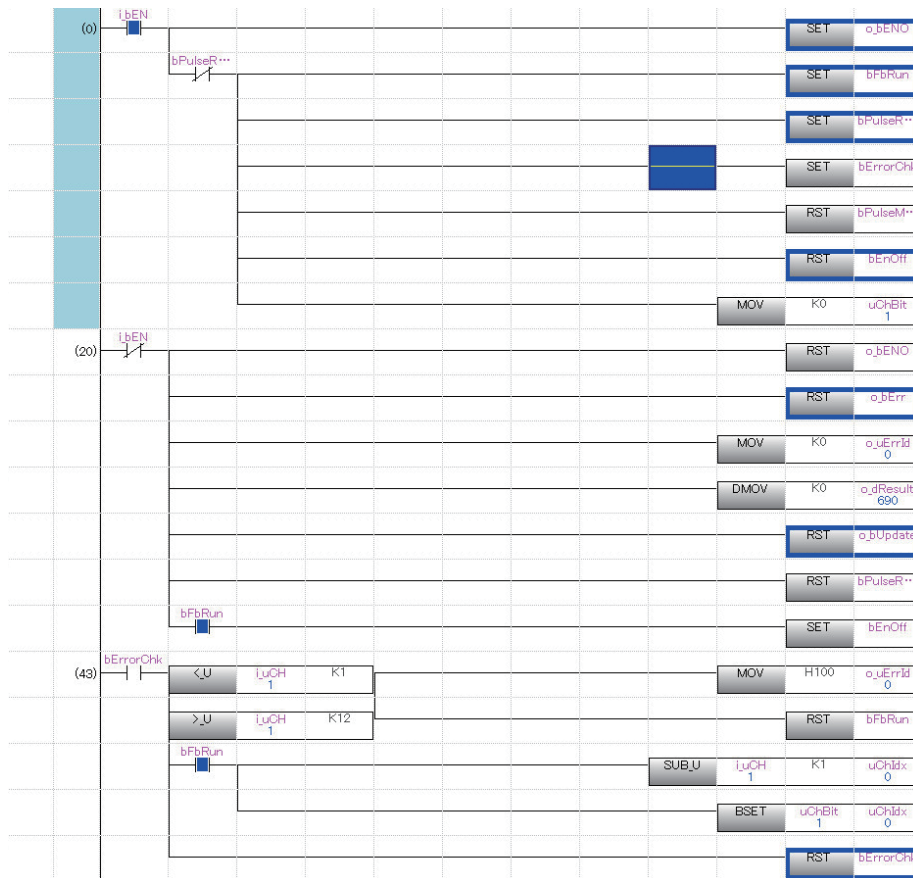 i_bEN
(0) SET o_bENO
bPulseR…
SET bFbRun
SET bPulseR…
SET bErrorChk
RST bPulseM…
RST bEnOff
MOV K0 uChBit
1
i_bEN
(20) RST o_bENO
RST o_bErr
MOV K0 o_uErrId
0
DMOV K0 o_dResult
690
RST o_bUpdate
RST bPulseR…
bFbRun
SET bEnOff
bErrorChk
(43) <_U i_uCH K1 MOV H100 o_uErrId
1 0
>_U i_uCH K12 RST bFbRun
1
bFbRun
SUB_U i_uCH K1 uChIdx
1 0
BSET uChBit uChIdx
1 0
RST bErrorChk